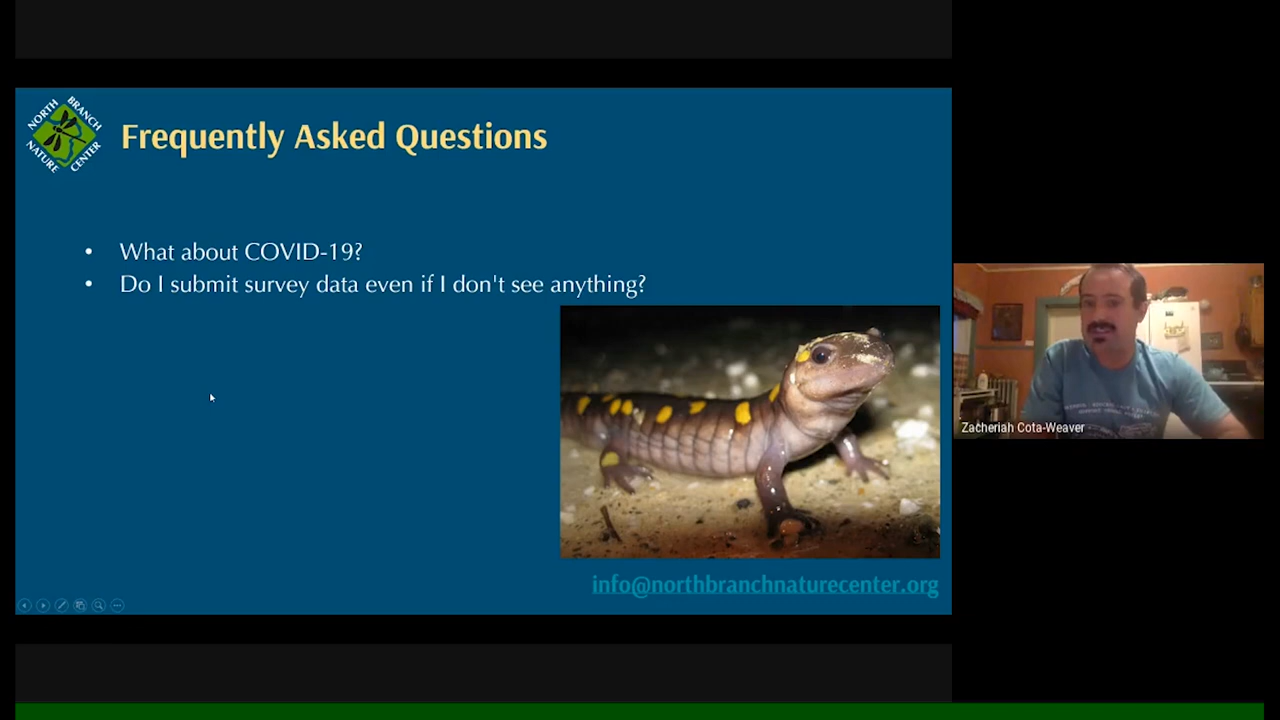 NORTH BRANCH
NATURE CENTER
Frequently Asked Questions
• What about COVID-19?
• Do I submit survey data even if I don't see anything?
info@northbranchnaturecenter.org
Zacheriah Cota-Weaver